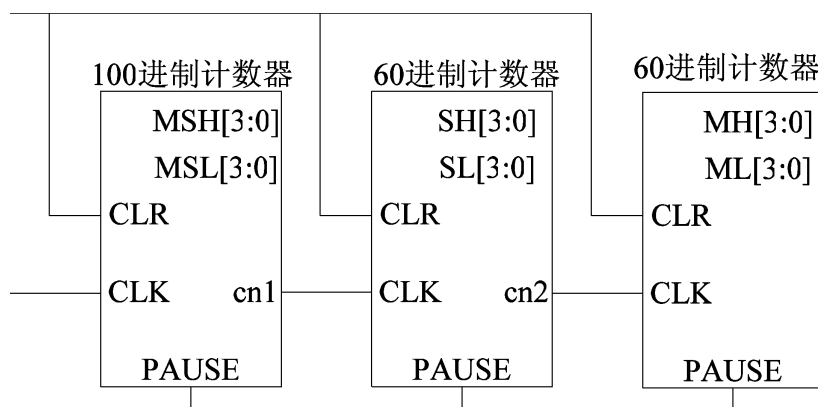 100进制计数器
MSH[3:0]
MSL[3:0]
CLR
CLK cn1
PAUSE
60进制计数器
SH[3:0]
SL[3:0]
CLR
CLK cn2
PAUSE
60进制计数器
MH[3:0]
ML[3:0]
CLR
CLK
PAUSE